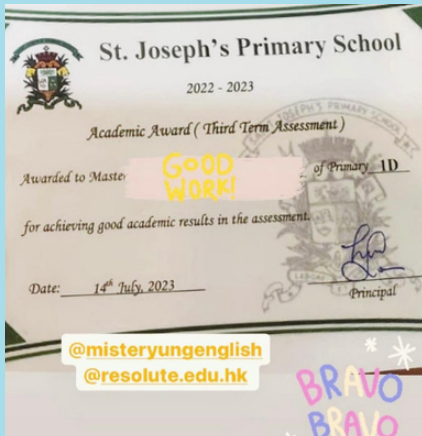 St. Joseph's Primary School
2022 - 2023
Academic Award ( Third Term Assessment )
Awarded to Master GOOD WORK! of Primary 1D
for achieving good academic results in the assessment.
Date: 14th July, 2023
Principal
@misteryungenglish
@resolute.edu.hk
BRAVO
BRAVO